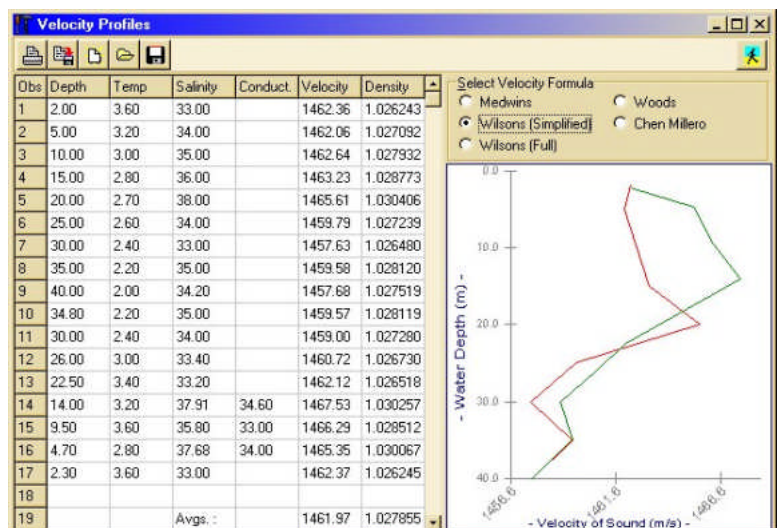 Velocity Profiles
Obs Depth Temp Salinity Conduct. Velocity Density
1 2.00 3.60 33.00 1462.36 1.026243
2 5.00 3.20 34.00 1462.06 1.027092
3 10.00 3.00 35.00 1462.64 1.027932
4 15.00 2.80 36.00 1463.23 1.028773
5 20.00 2.70 38.00 1465.61 1.030406
6 25.00 2.60 34.00 1459.79 1.027239
7 30.00 2.40 33.00 1457.63 1.026480
8 35.00 2.20 35.00 1459.58 1.028120
9 40.00 2.00 34.20 1457.68 1.027519
10 34.80 2.20 35.00 1459.57 1.028119
11 30.00 2.40 34.00 1459.00 1.027280
12 26.00 3.00 33.40 1460.72 1.026730
13 22.50 3.40 33.20 1462.12 1.026518
14 14.00 3.20 37.91 34.60 1467.53 1.030257
15 9.50 3.60 35.80 33.00 1466.29 1.028512
16 4.70 2.80 37.68 34.00 1465.35 1.030067
17 2.30 3.60 33.00 1462.37 1.026245
18
19 Avgs. : 1461.97 1.027855
Select Velocity Formula
Medwins Woods
Wilsons (Simplified) Chen Millero
Wilsons (Full)
0.0
10.0
20.0
30.0
40.0
- Water Depth (m) -
1456.6 1461.6 1466.6
- Velocity of Sound (m/s) -